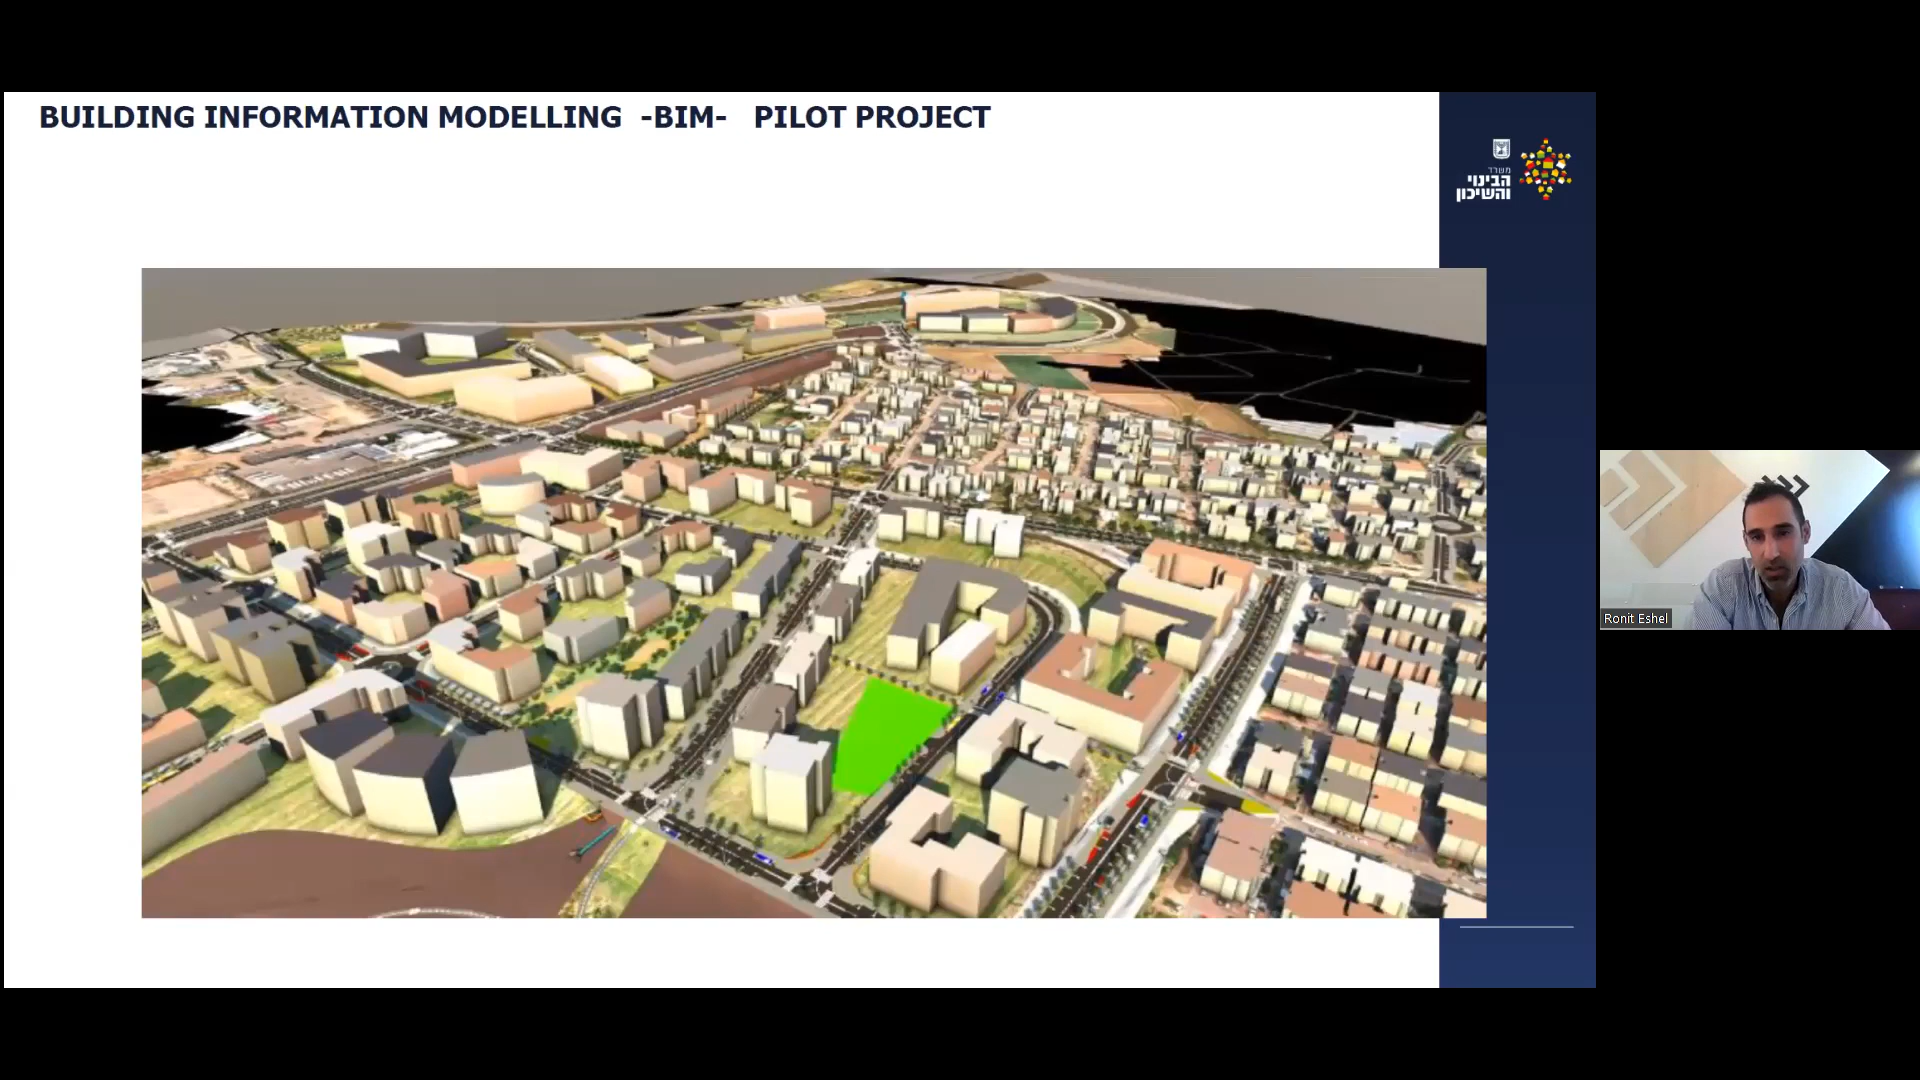 BUILDING INFORMATION MODELLING -BIM- PILOT PROJECT
משרד
הבינוי
והשיכון
Ronit Eshel